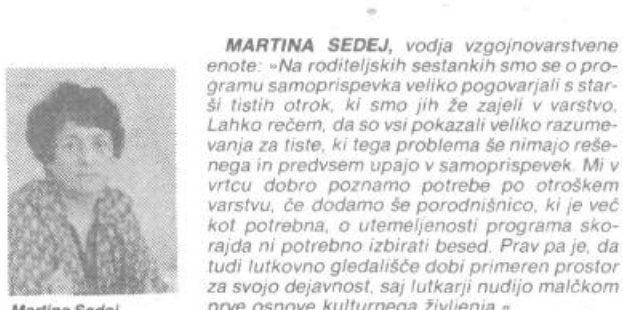 MARTINA SEDEJ, vodja vzgojnovarstvene
enote: »Na roditeljskih sestankih smo se o pro-
gramu samoprispevka veliko pogovarjali s star-
ši tistih otrok, ki smo jih že zajeli v varstvo.
Lahko rečem, da so vsi pokazali veliko razume-
vanja za tiste, ki tega problema še nimajo reše-
nega in predvsem upajo v samoprispevek. Mi v
vrtcu dobro poznamo potrebe po otroškem
varstvu, če dodamo še porodnišnico, ki je več
kot potrebna, o utemeljenosti programa sko-
rajda ni potrebno izbirati besed. Prav pa je, da
tudi lutkovno gledališče dobi primeren prostor
za svojo dejavnost, saj lutkarji nudijo malčkom
prve osnove kulturnega življenja.«
Martina Sedej